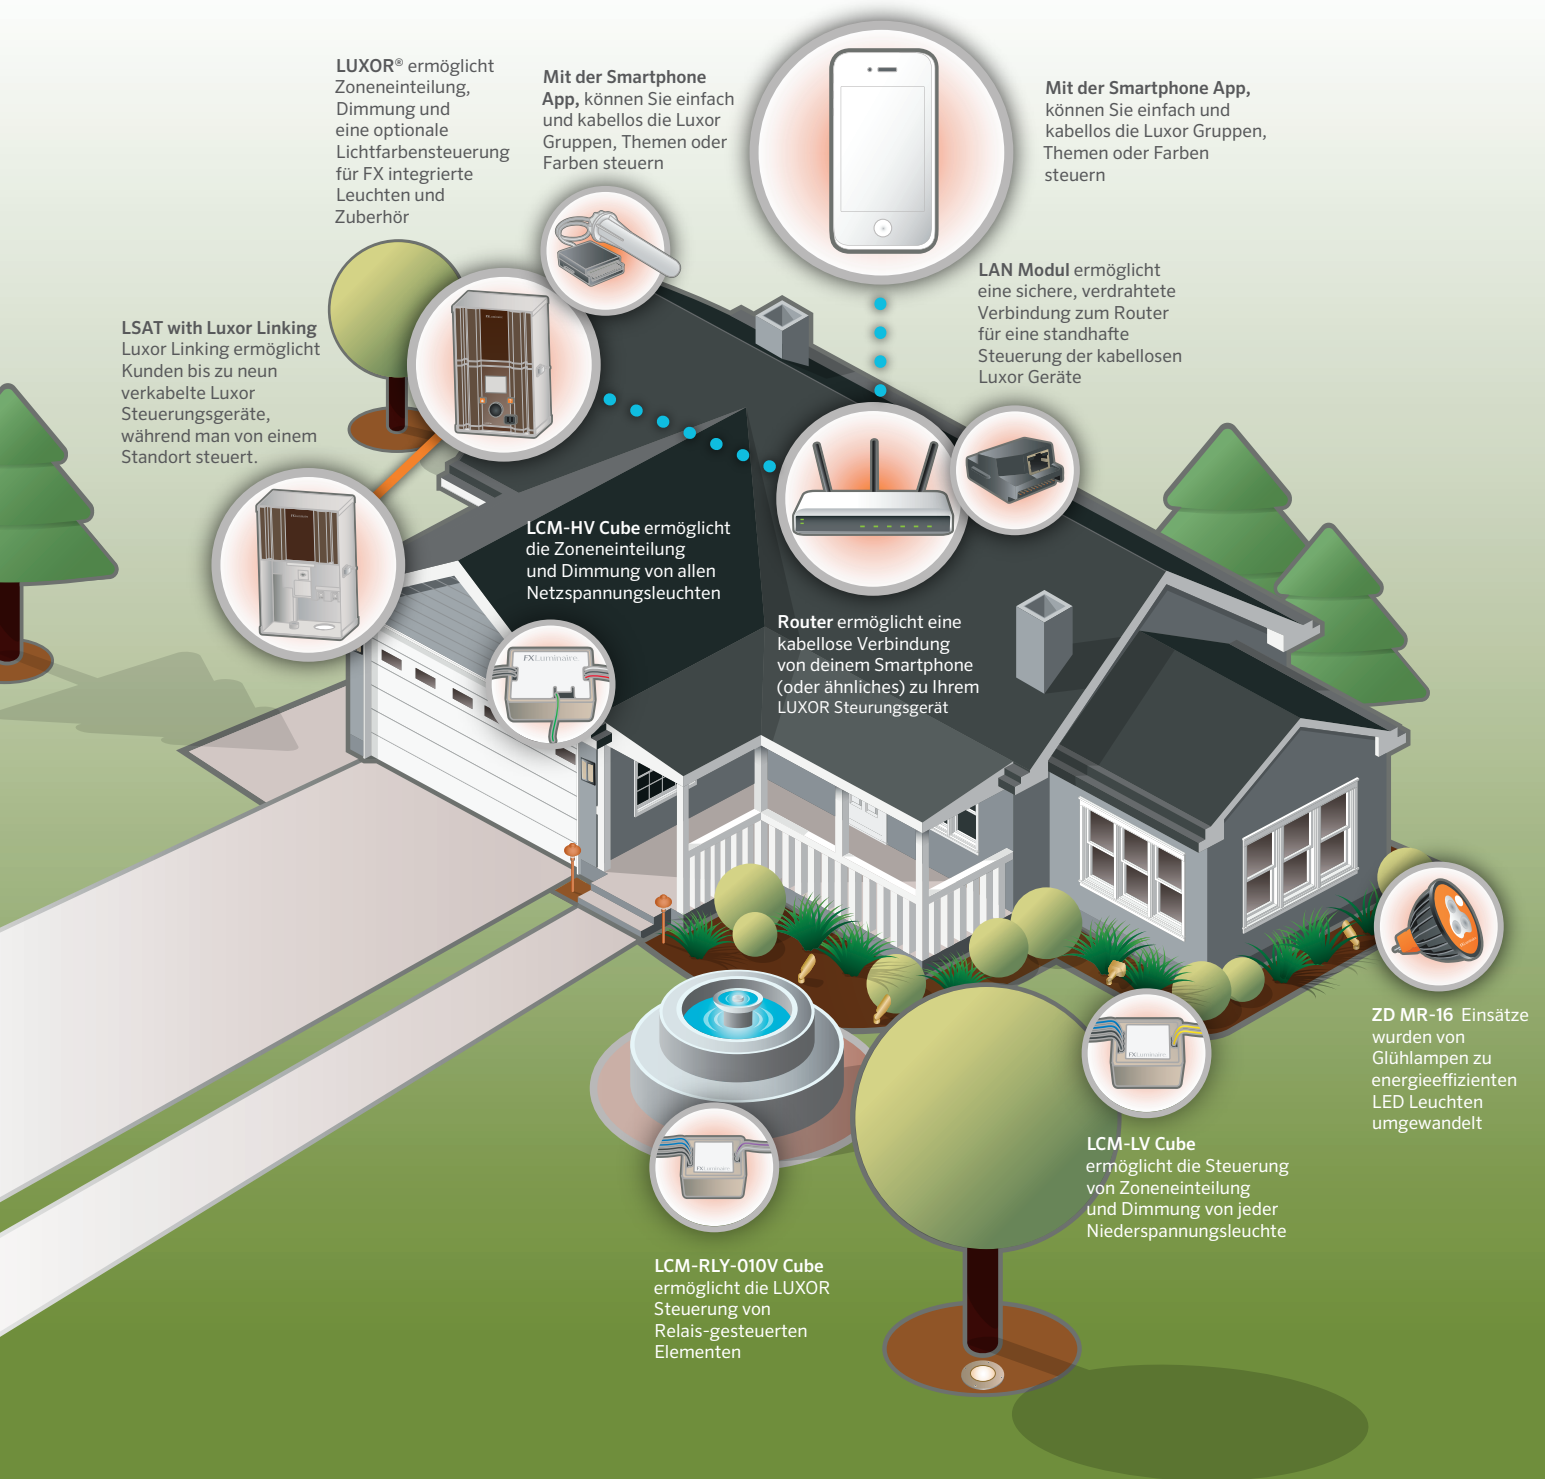 LUXOR® ermöglicht
Zoneneinteilung,
Dimmung und
eine optionale
Lichtfarbensteuerung
für FX integrierte
Leuchten und
Zuberhör
Mit der Smartphone
App, können Sie einfach
und kabellos die Luxor
Gruppen, Themen oder
Farben steuern
Mit der Smartphone App,
können Sie einfach und
kabellos die Luxor Gruppen,
Themen oder Farben
steuern
LAN Modul ermöglicht
eine sichere, verdrahtete
Verbindung zum Router
für eine standhafte
Steuerung der kabellosen
Luxor Geräte
LSAT with Luxor Linking
Luxor Linking ermöglicht
Kunden bis zu neun
verkabelte Luxor
Steuerungsgeräte,
während man von einem
Standort steuert.
LCM-HV Cube ermöglicht
die Zoneneinteilung
und Dimmung von allen
Netzspannungsleuchten
FXLuminaire
Router ermöglicht eine
kabellose Verbindung
von deinem Smartphone
(oder ähnliches) zu Ihrem
LUXOR Steurungsgerät
ZD MR-16 Einsätze
wurden von
Glühlampen zu
energieeffizienten
LED Leuchten
umgewandelt
FXLuminaire
LCM-LV Cube
ermöglicht die Steuerung
von Zoneneinteilung
und Dimmung von jeder
Niederspannungsleuchte
FXLuminaire
LCM-RLY-010V Cube
ermöglicht die LUXOR
Steuerung von
Relais-gesteuerten
Elementen